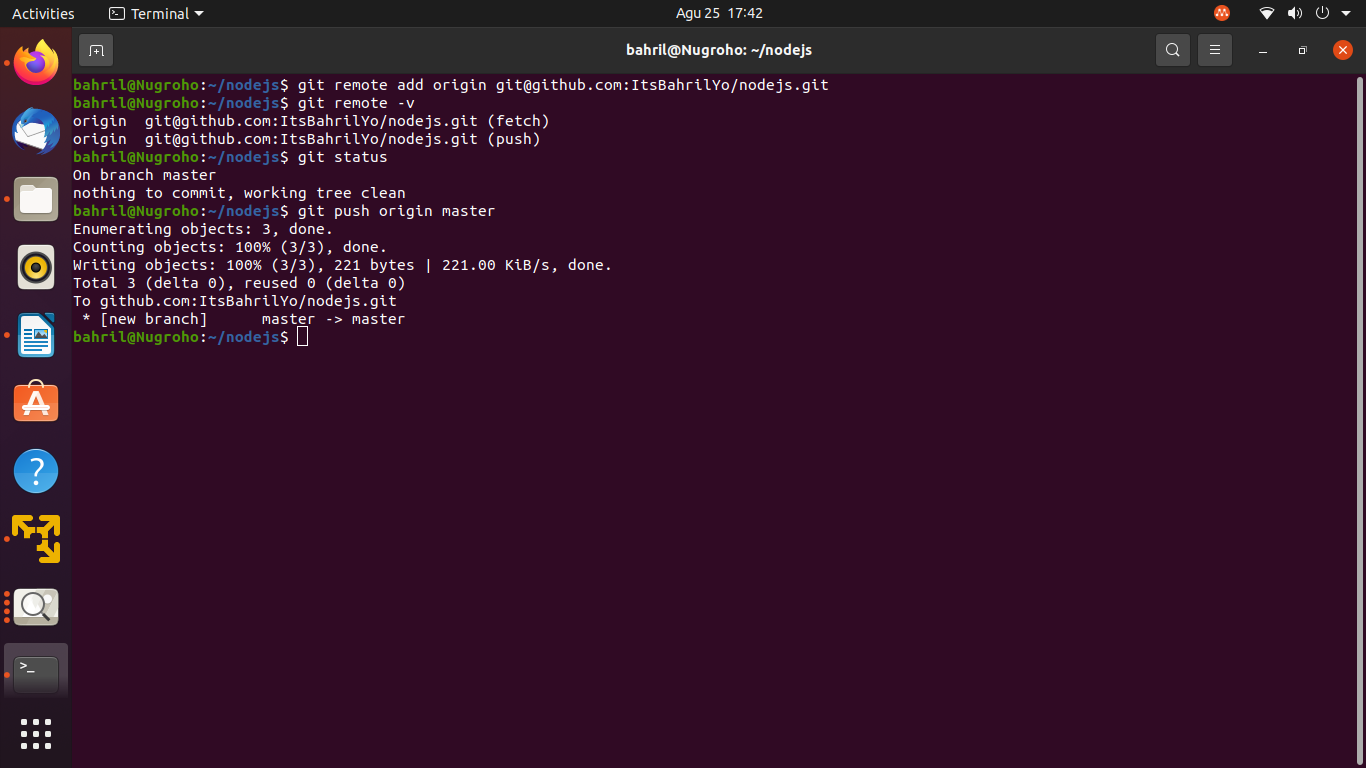 Activities Terminal Agu 25 17:42
bahril@Nugroho: ~/nodejs
bahril@Nugroho:~/nodejs$ git remote add origin git@github.com:ItsBahrilYo/nodejs.git
bahril@Nugroho:~/nodejs$ git remote -v
origin  git@github.com:ItsBahrilYo/nodejs.git (fetch)
origin  git@github.com:ItsBahrilYo/nodejs.git (push)
bahril@Nugroho:~/nodejs$ git status
On branch master
nothing to commit, working tree clean
bahril@Nugroho:~/nodejs$ git push origin master
Enumerating objects: 3, done.
Counting objects: 100% (3/3), done.
Writing objects: 100% (3/3), 221 bytes | 221.00 KiB/s, done.
Total 3 (delta 0), reused 0 (delta 0)
To github.com:ItsBahrilYo/nodejs.git
 * [new branch]      master -> master
bahril@Nugroho:~/nodejs$